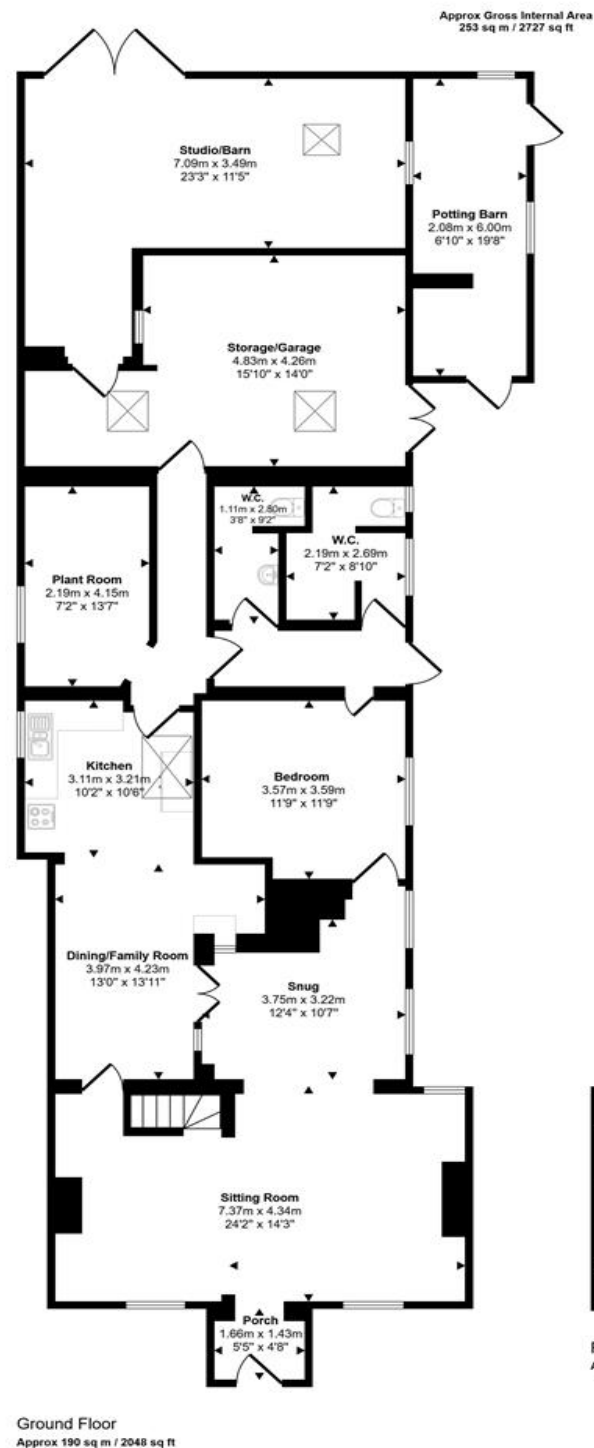 Approx Gross Internal Area
253 sq m / 2727 sq ft
Studio/Barn
7.09m x 3.49m
23'3" x 11'5"
Potting Barn
2.08m x 6.00m
6'10" x 19'8"
Storage/Garage
4.83m x 4.26m
15'10" x 14'0"
W.C.
1.11m x 2.80m
3'8" x 9'2"
W.C.
2.19m x 2.69m
7'2" x 8'10"
Plant Room
2.19m x 4.15m
7'2" x 13'7"
Kitchen
3.11m x 3.21m
10'2" x 10'6"
Bedroom
3.57m x 3.59m
11'9" x 11'9"
Dining/Family Room
3.97m x 4.23m
13'0" x 13'11"
Snug
3.75m x 3.22m
12'4" x 10'7"
Sitting Room
7.37m x 4.34m
24'2" x 14'3"
Porch
1.66m x 1.43m
5'5" x 4'8"
Ground Floor
Approx 190 sq m / 2048 sq ft